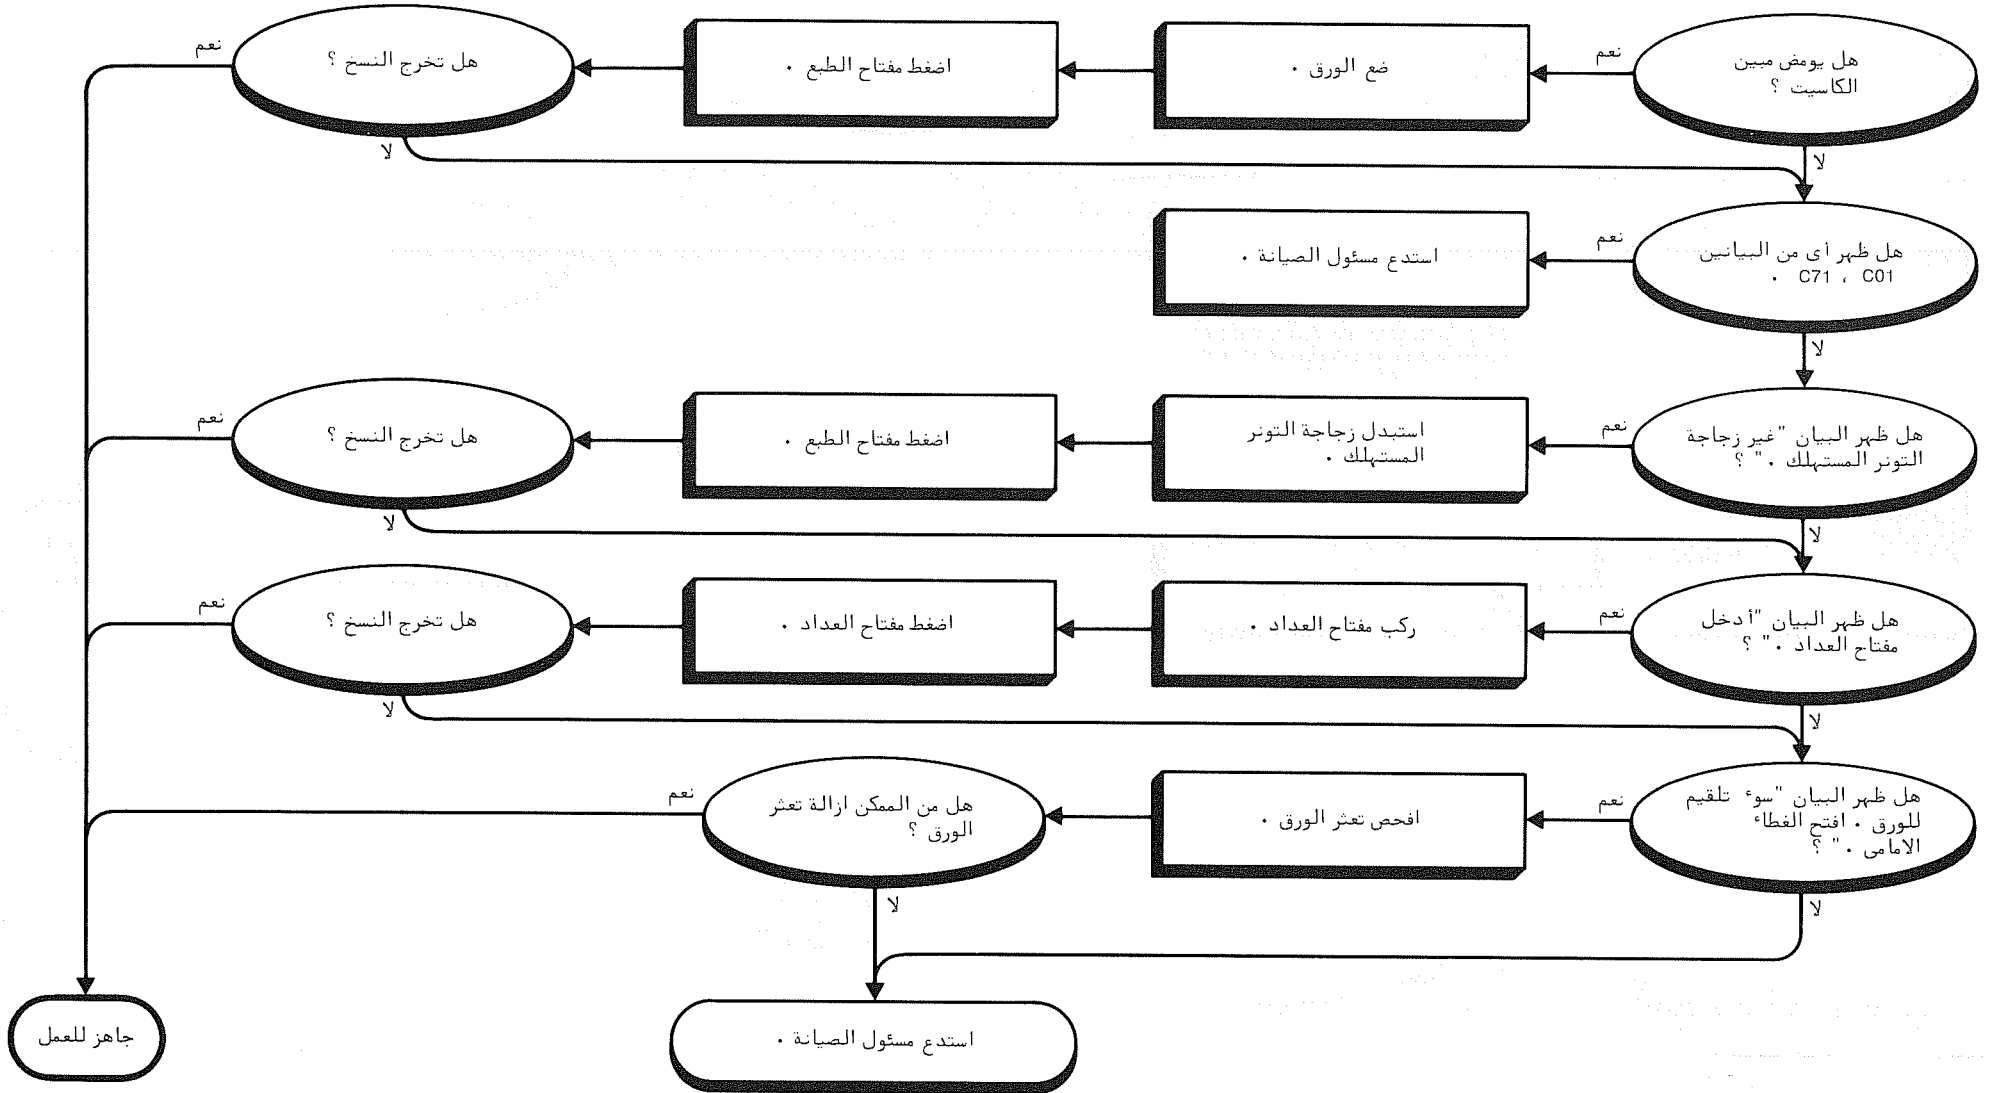 هل يومض مبين
الكاسيت ؟
نعم
ضع الورق .
اضغط مفتاح الطبع .
هل تخرج النسخ ؟
نعم
لا
لا
هل ظهر أى من البيانين
C71 ، C01 .
نعم
استدع مسئول الصيانة .
لا
هل ظهر البيان "غير زجاجة
التونر المستهلك . " ؟
نعم
استبدل زجاجة التونر
المستهلك .
اضغط مفتاح الطبع .
هل تخرج النسخ ؟
نعم
لا
لا
هل ظهر البيان "أدخل
مفتاح العداد . " ؟
نعم
ركب مفتاح العداد .
اضغط مفتاح العداد .
هل تخرج النسخ ؟
نعم
لا
لا
هل ظهر البيان "سوء تلقيم
للورق . افتح الغطاء
الامامى . " ؟
نعم
افحص تعثر الورق .
هل من الممكن ازالة تعثر
الورق ؟
نعم
لا
لا
استدع مسئول الصيانة .
جاهز للعمل